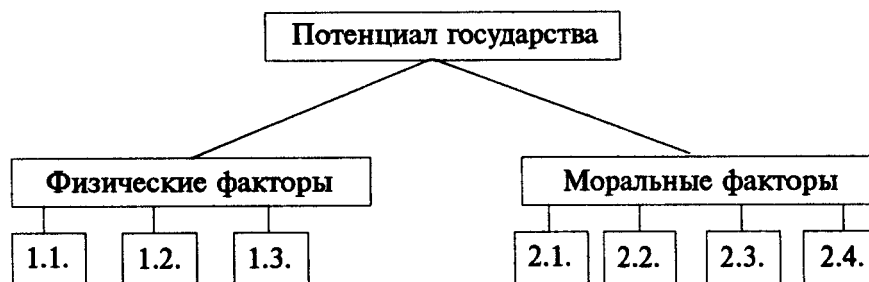 Потенциал государства
Физические факторы Моральные факторы
1.1. 1.2. 1.3. 2.1. 2.2. 2.3. 2.4.